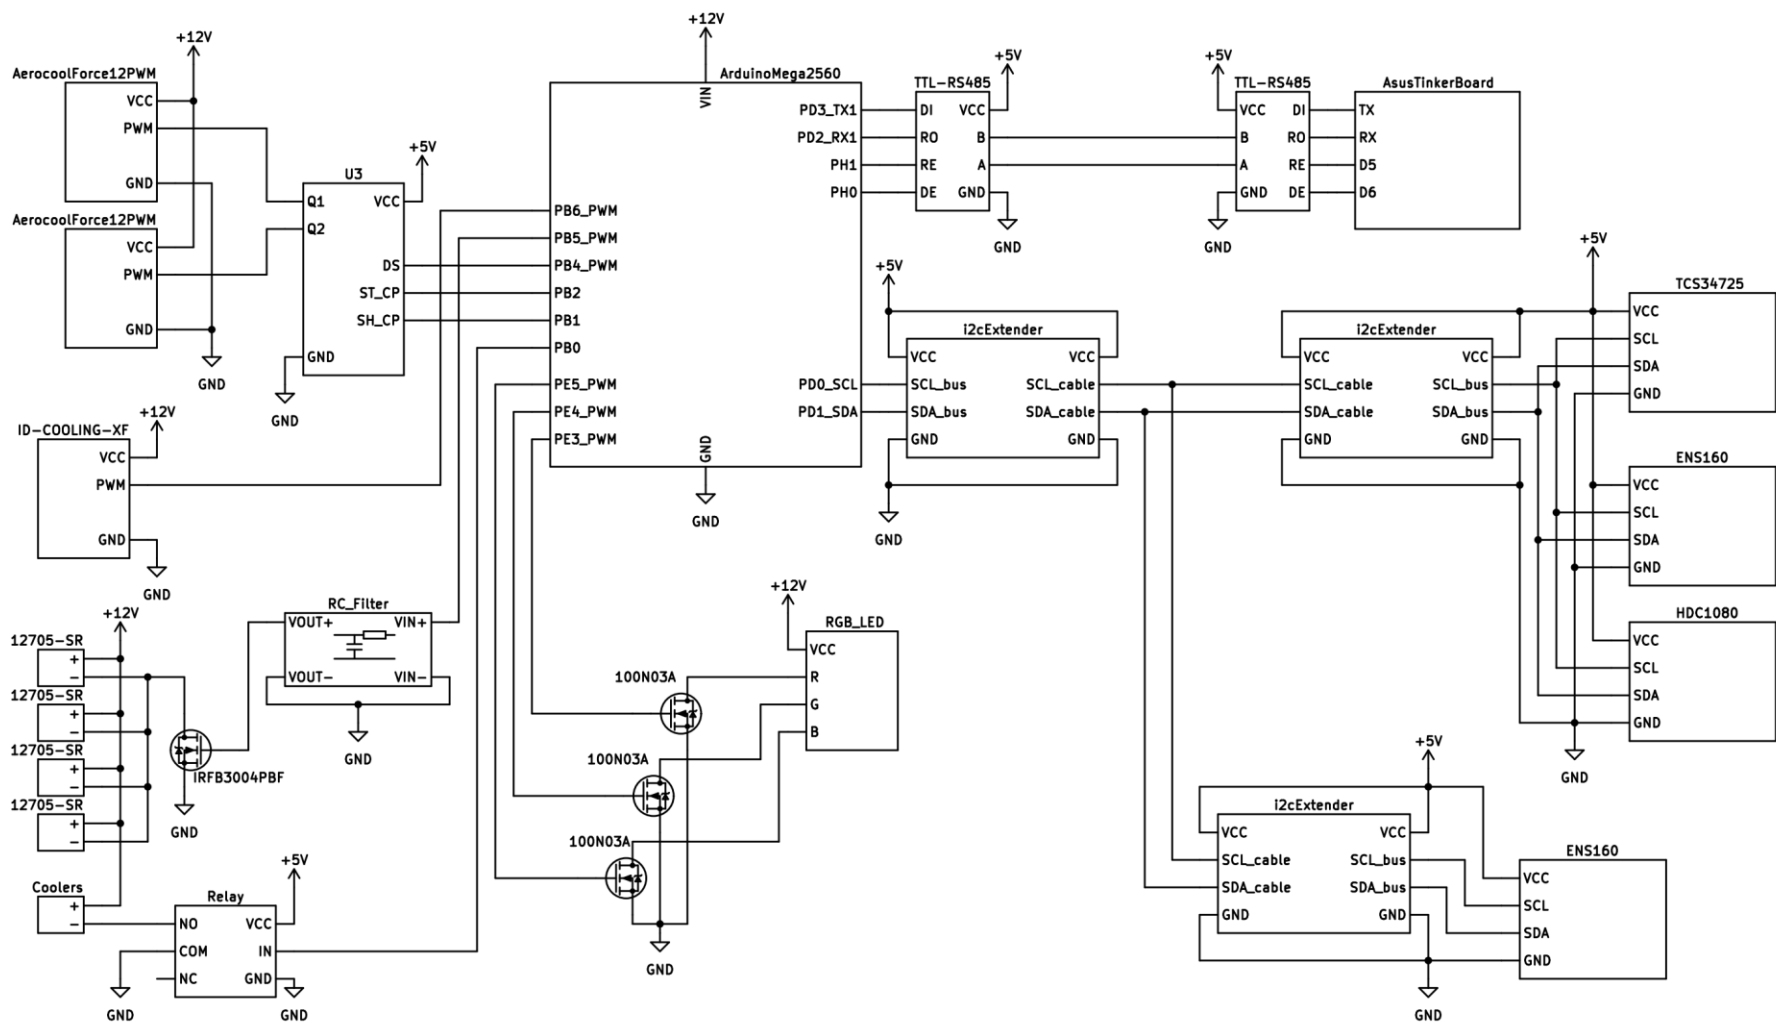 +12V
AerocoolForce12PWM
VCC
PWM
GND
AerocoolForce12PWM
VCC
PWM
GND
GND
U3
+5V
Q1
VCC
Q2
DS
ST_CP
SH_CP
GND
GND
+12V
ArduinoMega2560
VIN
PD3_TX1
PD2_RX1
PH1
PH0
PB6_PWM
PB5_PWM
PB4_PWM
PB2
PB1
PB0
PE5_PWM
PE4_PWM
PE3_PWM
PD0_SCL
PD1_SDA
GND
GND
TTL-RS485
+5V
DI
VCC
RO
B
RE
A
DE
GND
GND
+5V
TTL-RS485
VCC
DI
B
RO
A
RE
GND
DE
GND
AsusTinkerBoard
TX
RX
D5
D6
+5V
i2cExtender
VCC
VCC
SCL_bus
SCL_cable
SDA_bus
SDA_cable
GND
GND
GND
i2cExtender
VCC
VCC
SCL_cable
SCL_bus
SDA_cable
SDA_bus
GND
GND
+5V
TCS34725
VCC
SCL
SDA
GND
ENS160
VCC
SCL
SDA
GND
HDC1080
VCC
SCL
SDA
GND
GND
ID-COOLING-XF
+12V
VCC
PWM
GND
GND
+12V
12705-SR
+
−
12705-SR
+
−
12705-SR
+
−
12705-SR
+
−
IRFB3004PBF
GND
RC_Filter
VOUT+
VIN+
VOUT-
VIN-
GND
Coolers
+
−
Relay
+5V
NO
VCC
COM
IN
NC
GND
GND
GND
+12V
RGB_LED
VCC
R
G
B
100N03A
100N03A
100N03A
GND
+5V
i2cExtender
VCC
VCC
SCL_cable
SCL_bus
SDA_cable
SDA_bus
GND
GND
GND
ENS160
VCC
SCL
SDA
GND